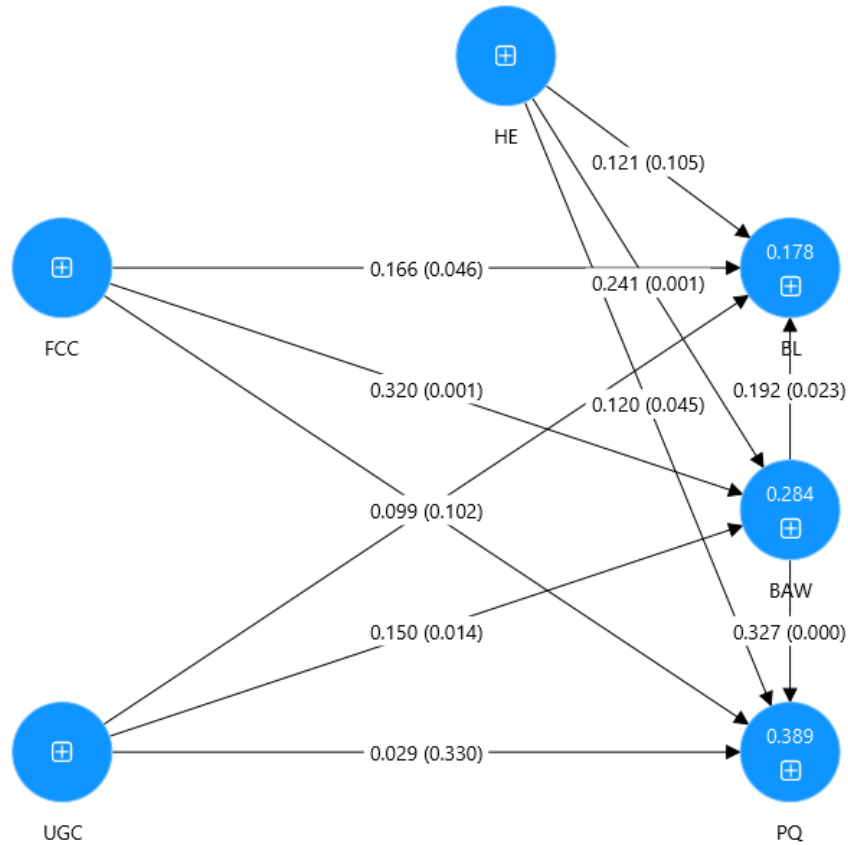 HE
0.121 (0.105)
0.178
0.166 (0.046)
0.241 (0.001)
FCC
BL
0.320 (0.001)
0.120 (0.045)
0.192 (0.023)
0.284
0.099 (0.102)
BAW
0.150 (0.014)
0.327 (0.000)
0.389
0.029 (0.330)
UGC
PQ